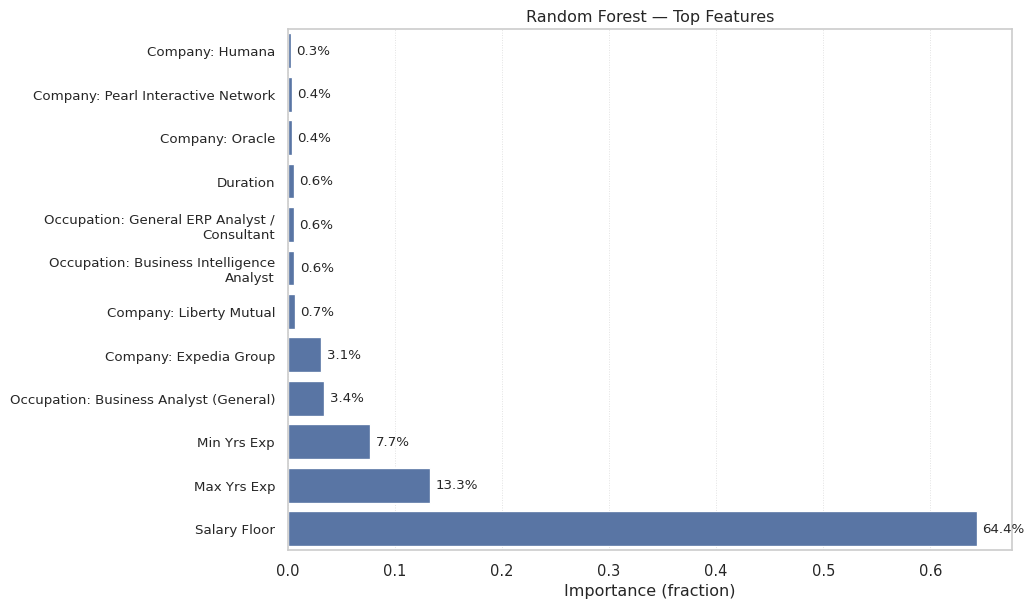 Random Forest — Top Features
Company: Humana
0.3%
Company: Pearl Interactive Network
0.4%
Company: Oracle
0.4%
Duration
0.6%
Occupation: General ERP Analyst /
Consultant
0.6%
Occupation: Business Intelligence
Analyst
0.6%
Company: Liberty Mutual
0.7%
Company: Expedia Group
3.1%
Occupation: Business Analyst (General)
3.4%
Min Yrs Exp
7.7%
Max Yrs Exp
13.3%
Salary Floor
64.4%
0.0 0.1 0.2 0.3 0.4 0.5 0.6
Importance (fraction)